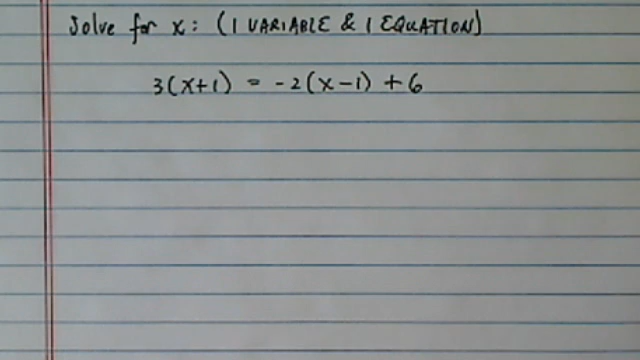 Solve for x: (1 VARIABLE & 1 EQUATION)
3(x+1) = -2(x-1) + 6